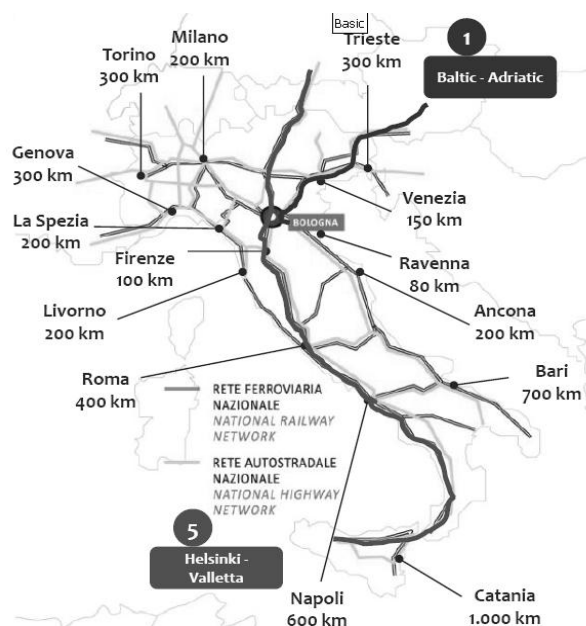 Basic
Milano
200 km
Trieste
300 km
1
Baltic - Adriatic
Torino
300 km
Genova
300 km
Venezia
150 km
La Spezia
200 km
BOLOGNA
Firenze
100 km
Ravenna
80 km
Livorno
200 km
Ancona
200 km
Roma
400 km
Bari
700 km
RETE FERROVIARIA
NAZIONALE
NATIONAL RAILWAY
NETWORK
RETE AUTOSTRADALE
NAZIONALE
NATIONAL HIGHWAY
NETWORK
5
Helsinki -
Valletta
Napoli
600 km
Catania
1.000 km